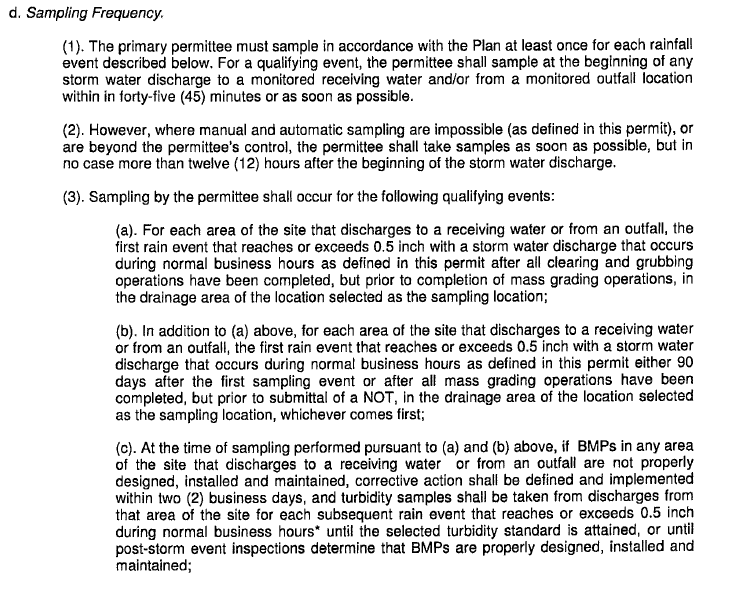 d. Sampling Frequency.
(1). The primary permittee must sample in accordance with the Plan at least once for each rainfall
event described below. For a qualifying event, the permittee shall sample at the beginning of any
storm water discharge to a monitored receiving water and/or from a monitored outfall location
within in forty-five (45) minutes or as soon as possible.
(2). However, where manual and automatic sampling are impossible (as defined in this permit), or
are beyond the permittee's control, the permittee shall take samples as soon as possible, but in
no case more than twelve (12) hours after the beginning of the storm water discharge.
(3). Sampling by the permittee shall occur for the following qualifying events:
(a). For each area of the site that discharges to a receiving water or from an outfall, the
first rain event that reaches or exceeds 0.5 inch with a storm water discharge that occurs
during normal business hours as defined in this permit after all clearing and grubbing
operations have been completed, but prior to completion of mass grading operations, in
the drainage area of the location selected as the sampling location;
(b). In addition to (a) above, for each area of the site that discharges to a receiving water
or from an outfall, the first rain event that reaches or exceeds 0.5 inch with a storm water
discharge that occurs during normal business hours as defined in this permit either 90
days after the first sampling event or after all mass grading operations have been
completed, but prior to submittal of a NOT, in the drainage area of the location selected
as the sampling location, whichever comes first;
(c). At the time of sampling performed pursuant to (a) and (b) above, if BMPs in any area
of the site that discharges to a receiving water or from an outfall are not properly
designed, installed and maintained, corrective action shall be defined and implemented
within two (2) business days, and turbidity samples shall be taken from discharges from
that area of the site for each subsequent rain event that reaches or exceeds 0.5 inch
during normal business hours* until the selected turbidity standard is attained, or until
post-storm event inspections determine that BMPs are properly designed, installed and
maintained;